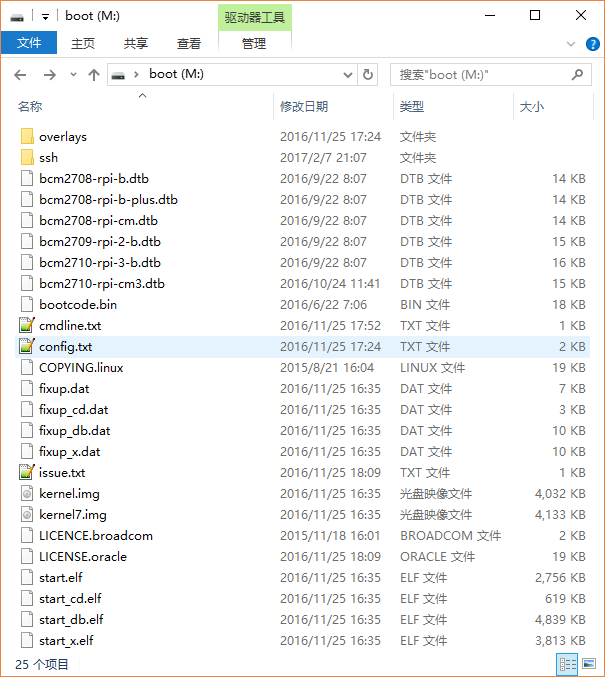 boot (M:)
驱动器工具
文件 主页 共享 查看 管理
boot (M:)
搜索"boot (M:)"
名称 修改日期 类型 大小
overlays 2016/11/25 17:24 文件夹
ssh 2017/2/7 21:07 文件夹
bcm2708-rpi-b.dtb 2016/9/22 8:07 DTB 文件 14 KB
bcm2708-rpi-b-plus.dtb 2016/9/22 8:07 DTB 文件 14 KB
bcm2708-rpi-cm.dtb 2016/9/22 8:07 DTB 文件 14 KB
bcm2709-rpi-2-b.dtb 2016/9/22 8:07 DTB 文件 15 KB
bcm2710-rpi-3-b.dtb 2016/9/22 8:07 DTB 文件 16 KB
bcm2710-rpi-cm3.dtb 2016/10/24 11:41 DTB 文件 15 KB
bootcode.bin 2016/6/22 7:06 BIN 文件 18 KB
cmdline.txt 2016/11/25 17:52 TXT 文件 1 KB
config.txt 2016/11/25 17:24 TXT 文件 2 KB
COPYING.linux 2015/8/21 16:04 LINUX 文件 19 KB
fixup.dat 2016/11/25 16:35 DAT 文件 7 KB
fixup_cd.dat 2016/11/25 16:35 DAT 文件 3 KB
fixup_db.dat 2016/11/25 16:35 DAT 文件 10 KB
fixup_x.dat 2016/11/25 16:35 DAT 文件 10 KB
issue.txt 2016/11/25 18:09 TXT 文件 1 KB
kernel.img 2016/11/25 16:35 光盘映像文件 4,032 KB
kernel7.img 2016/11/25 16:35 光盘映像文件 4,133 KB
LICENCE.broadcom 2015/11/18 16:01 BROADCOM 文件 2 KB
LICENSE.oracle 2016/11/25 18:09 ORACLE 文件 19 KB
start.elf 2016/11/25 16:35 ELF 文件 2,756 KB
start_cd.elf 2016/11/25 16:35 ELF 文件 619 KB
start_db.elf 2016/11/25 16:35 ELF 文件 4,839 KB
start_x.elf 2016/11/25 16:35 ELF 文件 3,813 KB
25 个项目